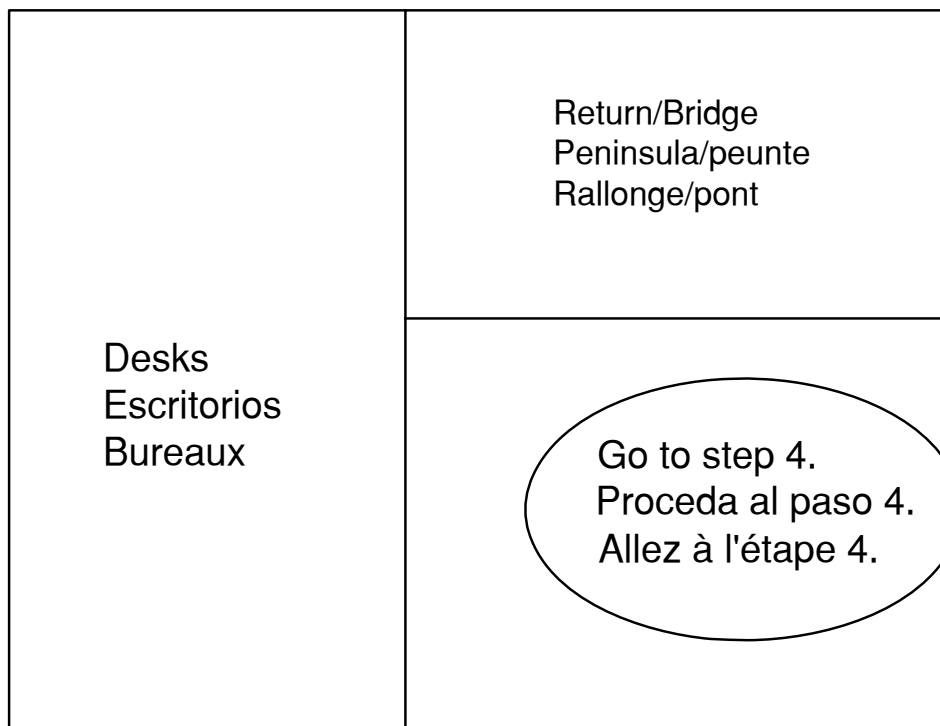 Return/Bridge
Peninsula/peunte
Rallonge/pont
Desks
Escritorios
Bureaux
Go to step 4.
Proceda al paso 4.
Allez à l'étape 4.